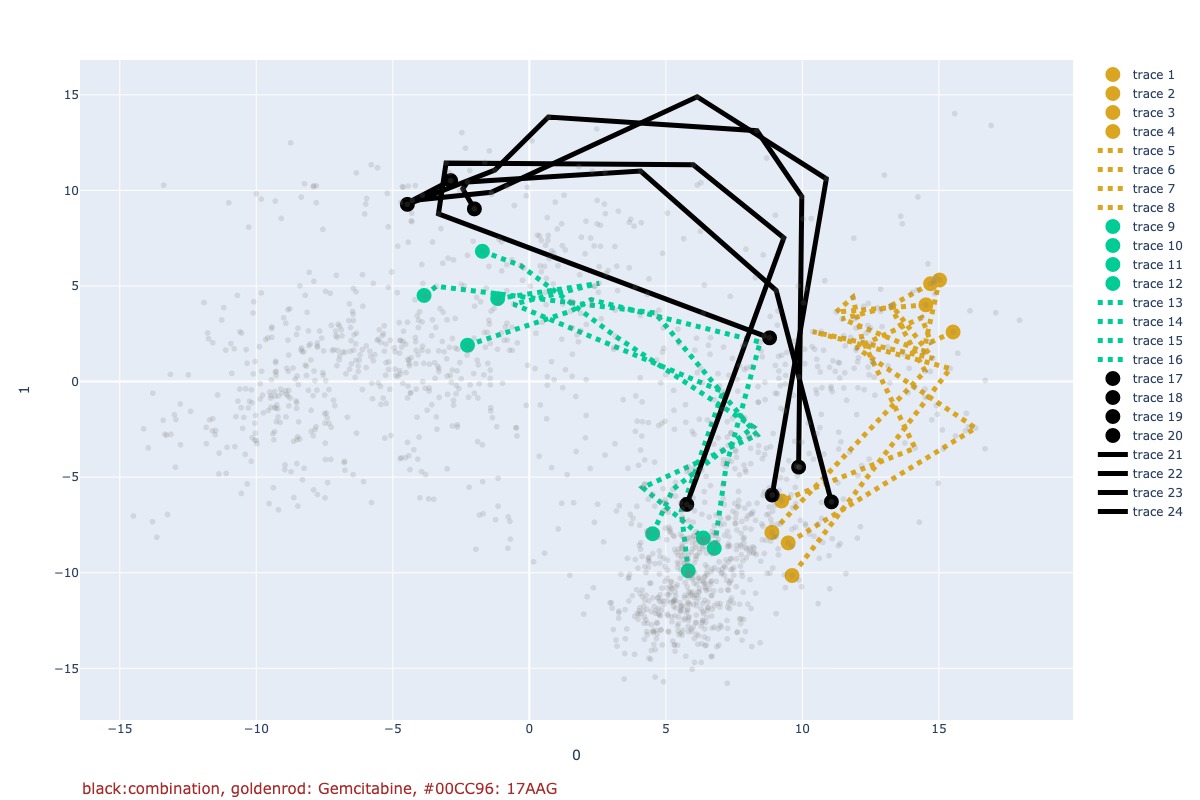 15
10
5
0
−5
−10
−15
−15
−10
−5
0
5
10
15
0
1
trace 1
trace 2
trace 3
trace 4
trace 5
trace 6
trace 7
trace 8
trace 9
trace 10
trace 11
trace 12
trace 13
trace 14
trace 15
trace 16
trace 17
trace 18
trace 19
trace 20
trace 21
trace 22
trace 23
trace 24
black:combination, goldenrod: Gemcitabine, #00CC96: 17AAG